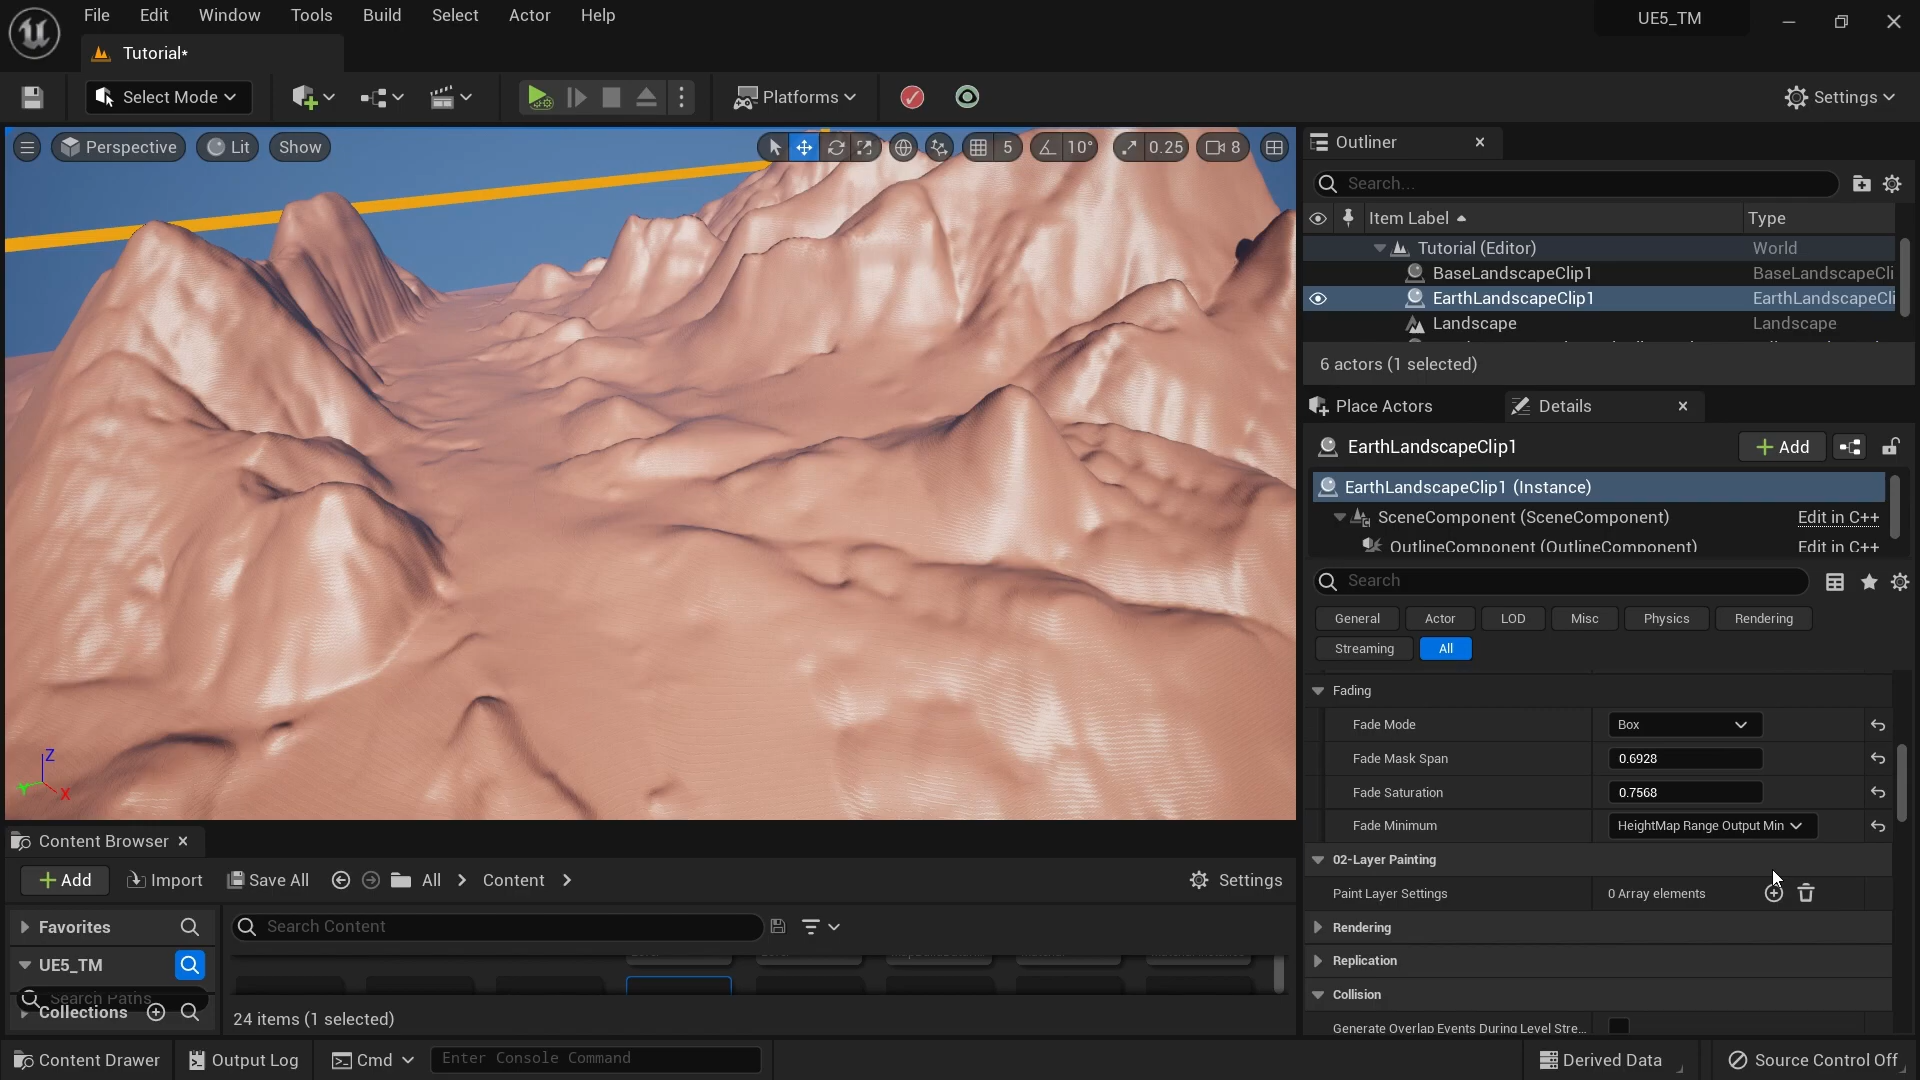 File Edit Window Tools Build Select Actor Help
UE5_TM
Tutorial*
Select Mode
Platforms
Settings
Perspective
Lit
Show
5
10°
0.25
8
Outliner
Search...
Item Label
Type
Tutorial (Editor)
World
BaseLandscapeClip1
BaseLandscapeCli
EarthLandscapeClip1
EarthLandscapeCli
Landscape
Landscape
6 actors (1 selected)
Place Actors
Details
EarthLandscapeClip1
Add
EarthLandscapeClip1 (Instance)
SceneComponent (SceneComponent)
Edit in C++
OutlineComponent (OutlineComponent)
Edit in C++
Search
General
Actor
LOD
Misc
Physics
Rendering
Streaming
All
Fading
Fade Mode
Box
Fade Mask Span
0.6928
Fade Saturation
0.7568
Fade Minimum
HeightMap Range Output Min
02-Layer Painting
Paint Layer Settings
0 Array elements
Rendering
Replication
Collision
Generate Overlap Events During Level Stre...
Z
Y
X
Content Browser
Add
Import
Save All
All
Content
Settings
Favorites
Search Content
UE5_TM
Search Paths
Collections
24 items (1 selected)
Content Drawer
Output Log
Cmd
Enter Console Command
Derived Data
Source Control Off